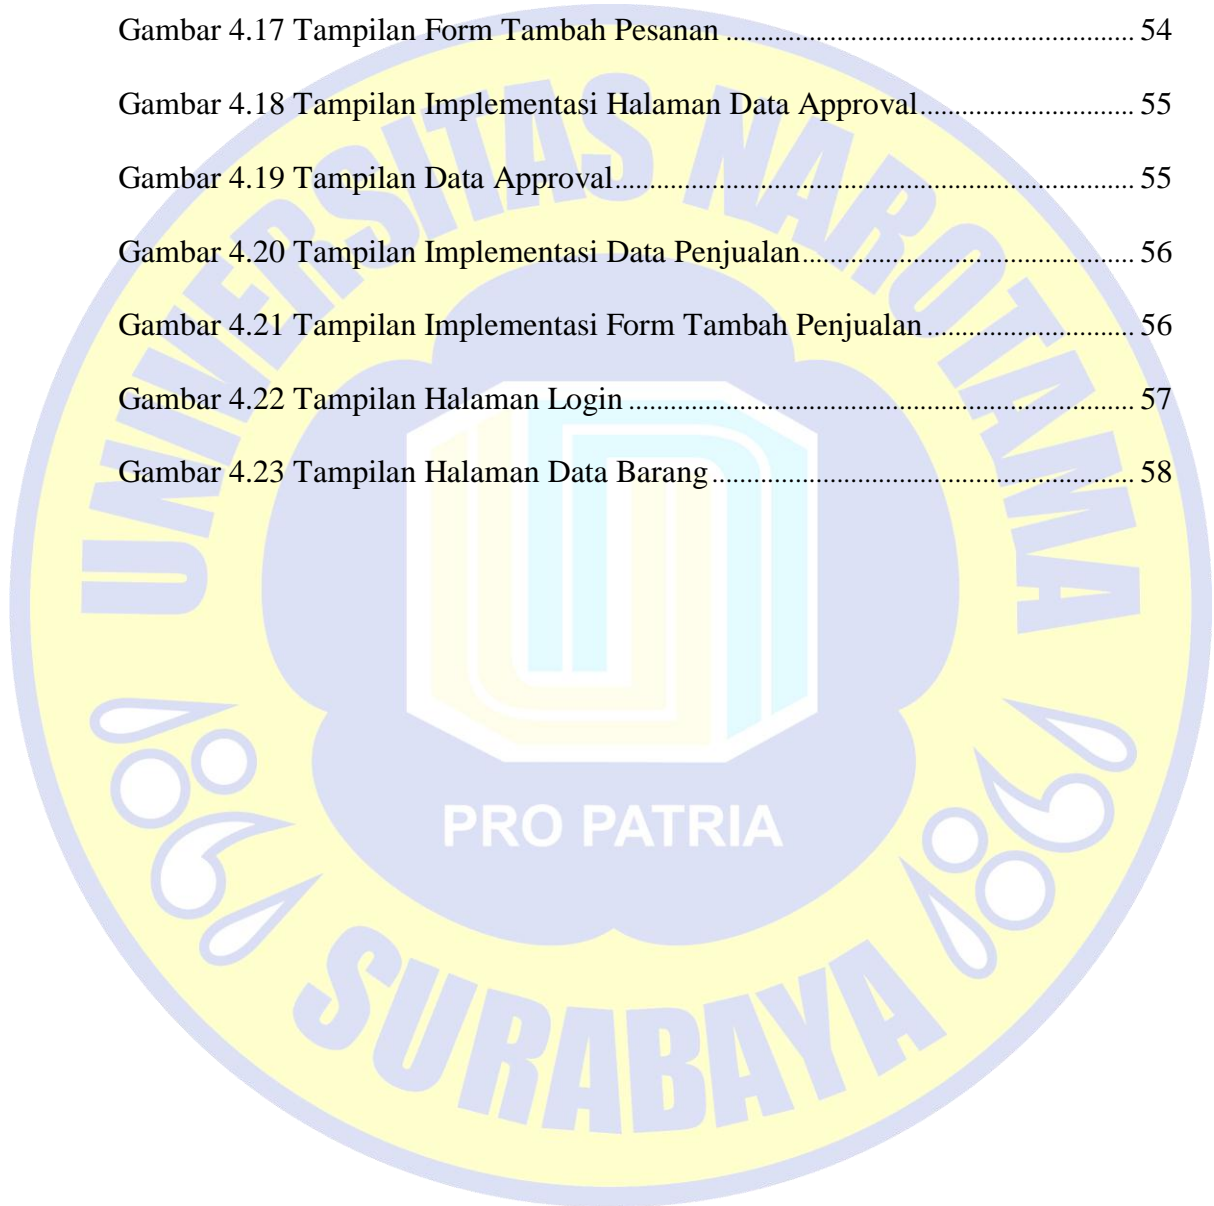 Gambar 4.17 Tampilan Form Tambah Pesanan ........................................................... 54
Gambar 4.18 Tampilan Implementasi Halaman Data Approval ............................... 55
Gambar 4.19 Tampilan Data Approval ........................................................................... 55
Gambar 4.20 Tampilan Implementasi Data Penjualan ................................................ 56
Gambar 4.21 Tampilan Implementasi Form Tambah Penjualan .............................. 56
Gambar 4.22 Tampilan Halaman Login ......................................................................... 57
Gambar 4.23 Tampilan Halaman Data Barang ............................................................. 58
UNIVERSITAS NAROTAMA
PRO PATRIA
SURABAYA